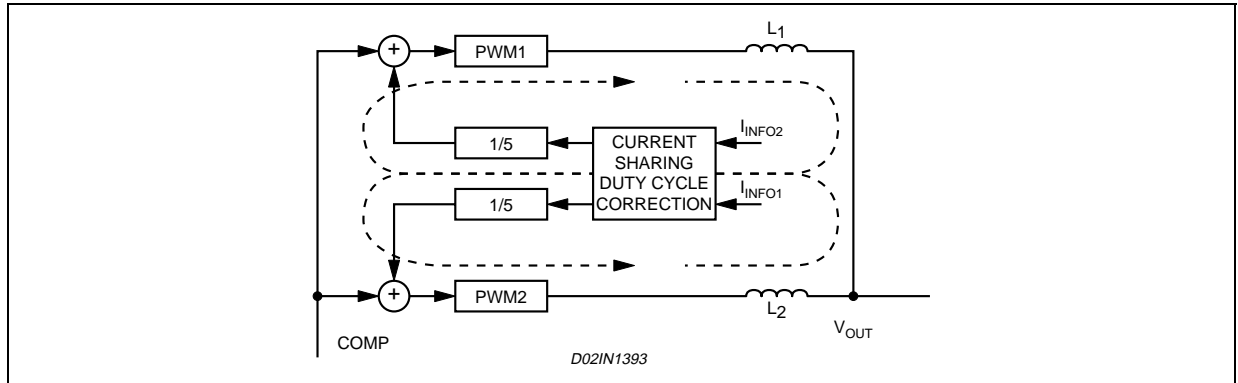 L1
+
PWM1
1/5
CURRENT
SHARING
DUTY CYCLE
CORRECTION
IINFO2
1/5
IINFO1
+
PWM2
L2
COMP
VOUT
D02IN1393